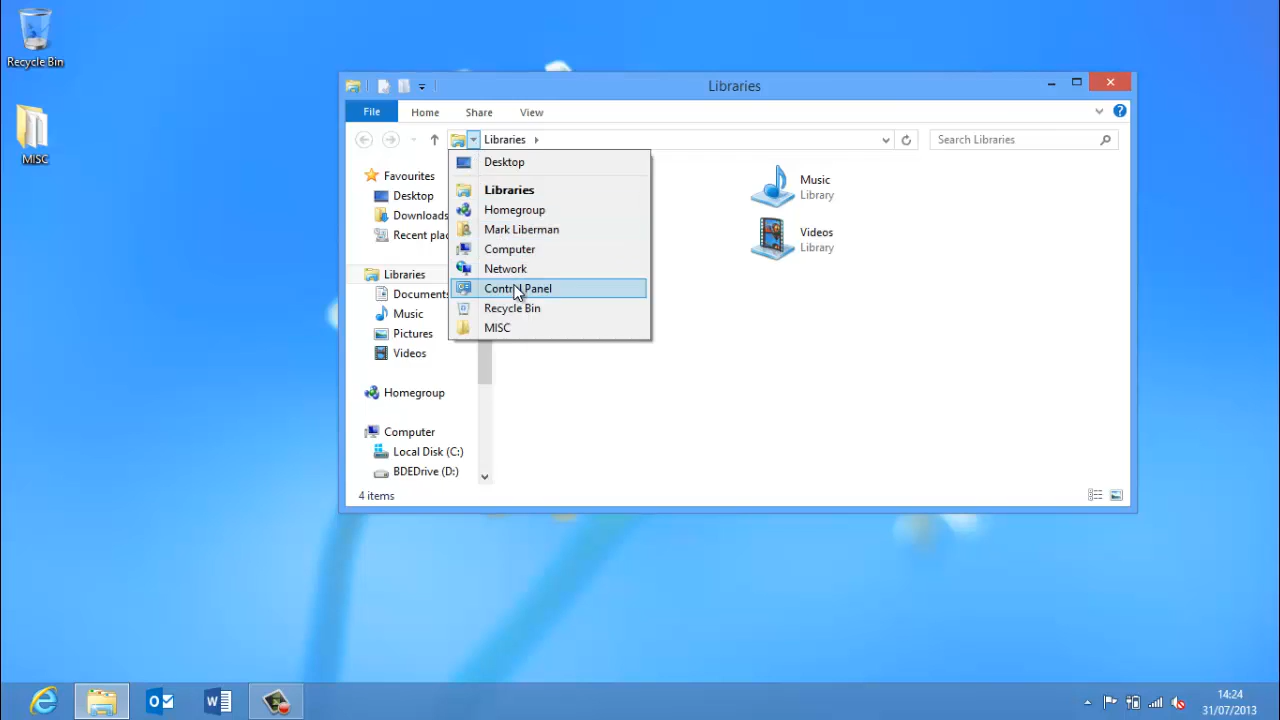 Recycle Bin
MISC
Libraries
File
Home
Share
View
Libraries
Search Libraries
Desktop
Libraries
Homegroup
Mark Liberman
Computer
Network
Control Panel
Recycle Bin
MISC
Favourites
Desktop
Downloads
Recent plac
Libraries
Documents
Music
Pictures
Videos
Homegroup
Computer
Local Disk (C:)
BDEDrive (D:)
Music
Library
Videos
Library
4 items
14:24
31/07/2013